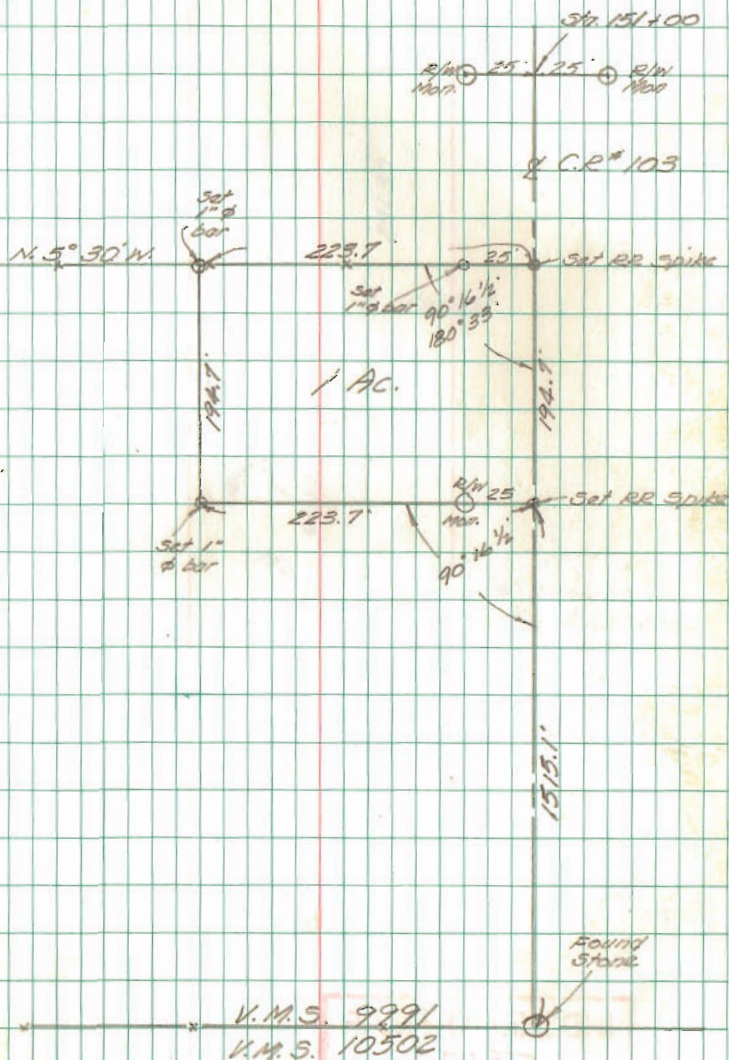 Sta. 151+00
R/W
Mon.
25'
25'
R/W
Mon
℄ C.R.# 103
Set
1" φ
bar
N. 5° 30' W.
223.7
25'
Set RR Spike
Set
1" φ bar
90° 16 1/2'
180° 33'
194.7'
1 Ac.
194.7'
R/W
Mon.
25
Set RR Spike
223.7'
Set 1"
φ bar
90° 16 1/2'
1515.1'
Found
Stone
V.M.S. 9991
V.M.S. 10502